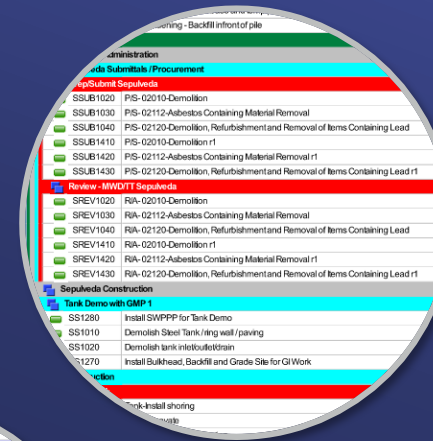 ening - Backfill infront of pile
ministration
eda Submittals / Procurement
ep/Submit Sepulveda
SSUB1020 P/S- 02010-Demolition
SSUB1030 P/S- 02112-Asbestos Containing Material Removal
SSUB1040 P/S- 02120-Demolition, Refurbishment and Removal of Items Containing Lead
SSUB1410 P/S- 02010-Demolition r1
SSUB1420 P/S- 02112-Asbestos Containing Material Removal r1
SSUB1430 P/S- 02120-Demolition, Refurbishment and Removal of Items Containing Lead r1
Review - MWD/TT Sepulveda
SREV1020 R/A- 02010-Demolition
SREV1030 R/A- 02112-Asbestos Containing Material Removal
SREV1040 R/A- 02120-Demolition, Refurbishment and Removal of Items Containing Lead
SREV1410 R/A- 02010-Demolition r1
SREV1420 R/A- 02112-Asbestos Containing Material Removal r1
SREV1430 R/A- 02120-Demolition, Refurbishment and Removal of Items Containing Lead r1
Sepulveda Construction
Tank Demo with GMP 1
SS1280 Install SWPPP for Tank Demo
SS1010 Demolish Steel Tank /ring wall / paving
SS1020 Demolish tank inlet/outlet/drain
SS1270 Install Bulkhead, Backfill and Grade Site for GI Work
uction
Tank-Install shoring